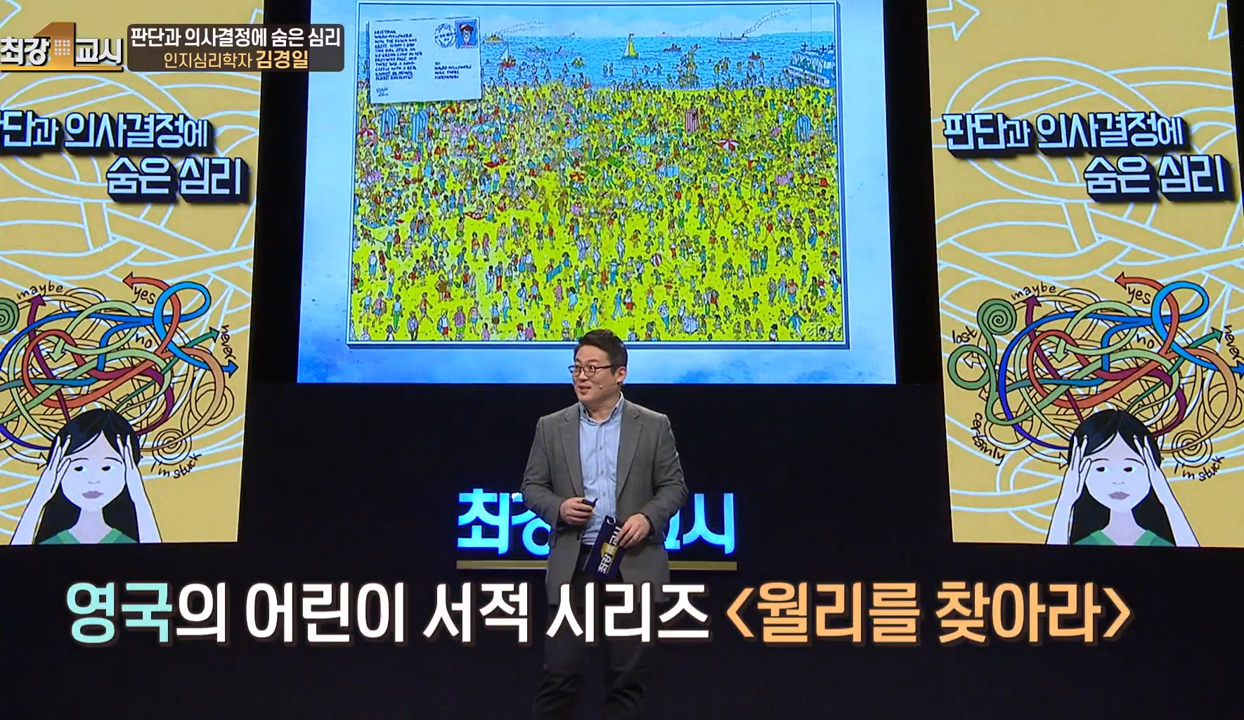 최강1교시
판단과 의사결정에 숨은 심리
인지심리학자 김경일
단과 의사결정에
숨은 심리
maybe
yes
no
never
I'm stuck
판단과 의사결정에
숨은 심리
maybe
yes
lost
no
never
certainly
I'm stuck
최강 교시
영국의 어린이 서적 시리즈 <월리를 찾아라>